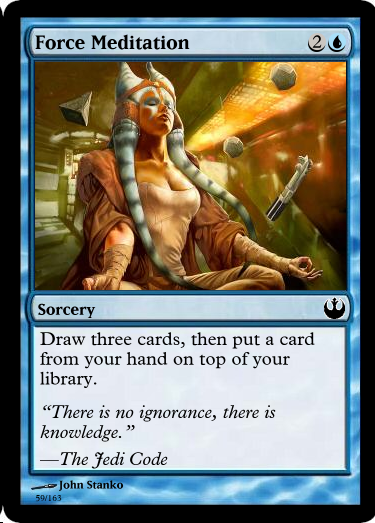 Force Meditation 2
Sorcery
Draw three cards, then put a card
from your hand on top of your
library.
“There is no ignorance, there is
knowledge.”
—The Jedi Code
John Stanko
59/163